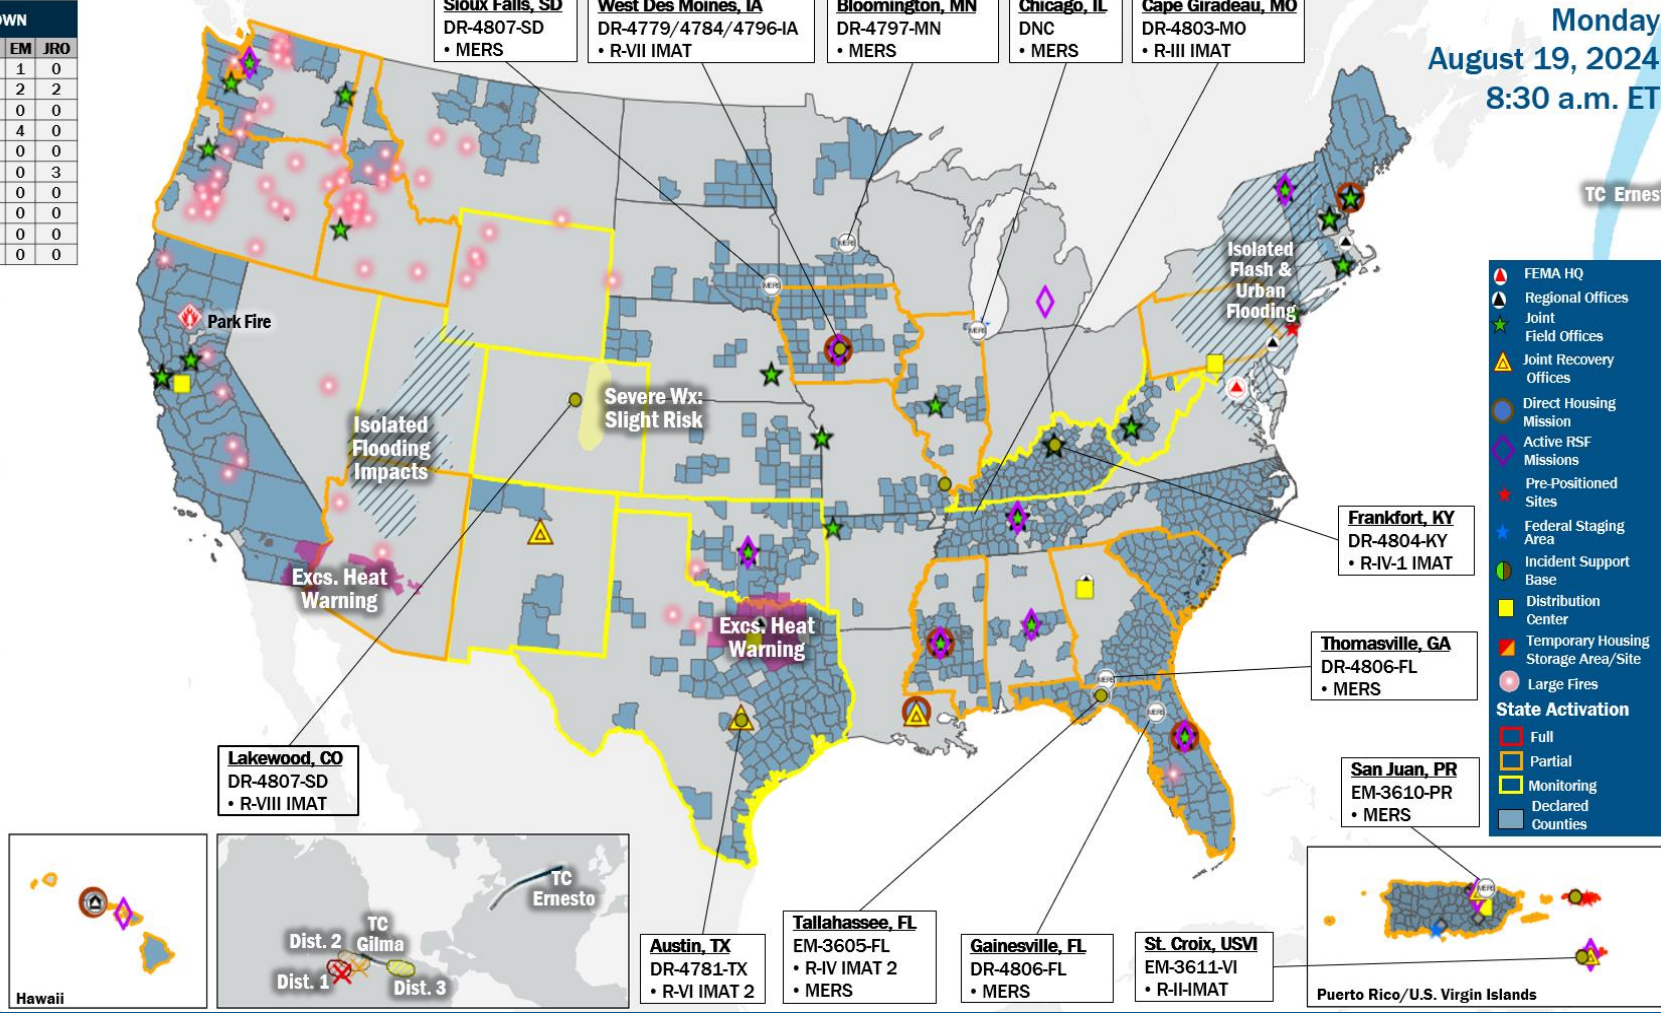 OWN
EM JRO
1 0
2 2
0 0
4 0
0 0
0 3
0 0
0 0
0 0
0 0
Sioux Falls, SD
DR-4807-SD
• MERS
West Des Moines, IA
DR-4779/4784/4796-IA
• R-VII IMAT
Bloomington, MN
DR-4797-MN
• MERS
Chicago, IL
DNC
• MERS
Cape Giradeau, MO
DR-4803-MO
• R-III IMAT
Monday
August 19, 2024
8:30 a.m. ET
TC Ernest
Isolated
Flash &
Urban
Flooding
MERS
MERS
MERS
Park Fire
Isolated
Flooding
Impacts
Severe Wx:
Slight Risk
Excs. Heat
Warning
Excs. Heat
Warning
MERS
MERS
FEMA HQ
Regional Offices
Joint
Field Offices
Joint Recovery
Offices
Direct Housing
Mission
Active RSF
Missions
Pre-Positioned
Sites
Federal Staging
Area
Incident Support
Base
Distribution
Center
Temporary Housing
Storage Area/Site
Large Fires
State Activation
Full
Partial
Monitoring
Declared
Counties
Frankfort, KY
DR-4804-KY
• R-IV-1 IMAT
Thomasville, GA
DR-4806-FL
• MERS
Lakewood, CO
DR-4807-SD
• R-VIII IMAT
San Juan, PR
EM-3610-PR
• MERS
Hawaii
TC
Ernesto
TC
Gilma
Dist. 2
Dist. 1
Dist. 3
Austin, TX
DR-4781-TX
• R-VI IMAT 2
Tallahassee, FL
EM-3605-FL
• R-IV IMAT 2
• MERS
Gainesville, FL
DR-4806-FL
• MERS
St. Croix, USVI
EM-3611-VI
• R-II-IMAT
MERS
Puerto Rico/U.S. Virgin Islands